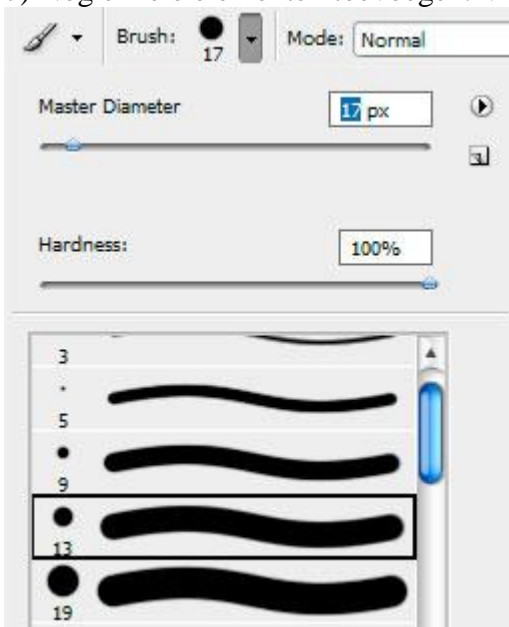 Brush:
17
Mode: Normal
Master Diameter
17 px
Hardness:
100%
3
5
9
13
19